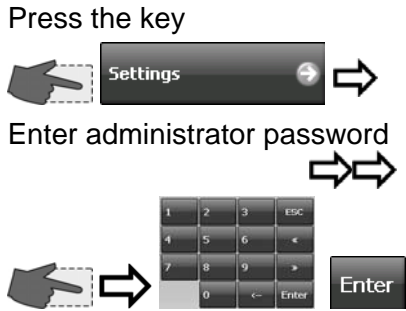 Press the key
Settings
Enter administrator password
1 2 3 ESC
4 5 6 «
7 8 9 »
0 <— Enter
Enter